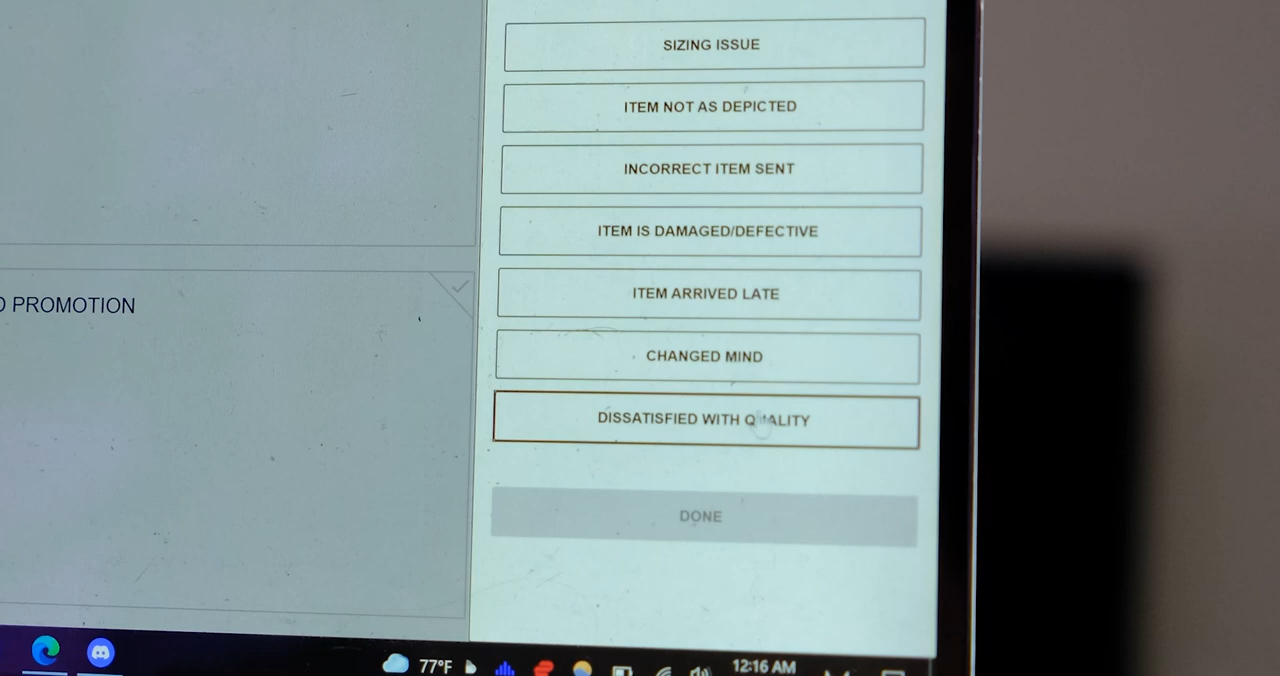 SIZING ISSUE
ITEM NOT AS DEPICTED
INCORRECT ITEM SENT
ITEM IS DAMAGED/DEFECTIVE
PROMOTION
ITEM ARRIVED LATE
CHANGED MIND
DISSATISFIED WITH QUALITY
DONE
77°F
12:16 AM